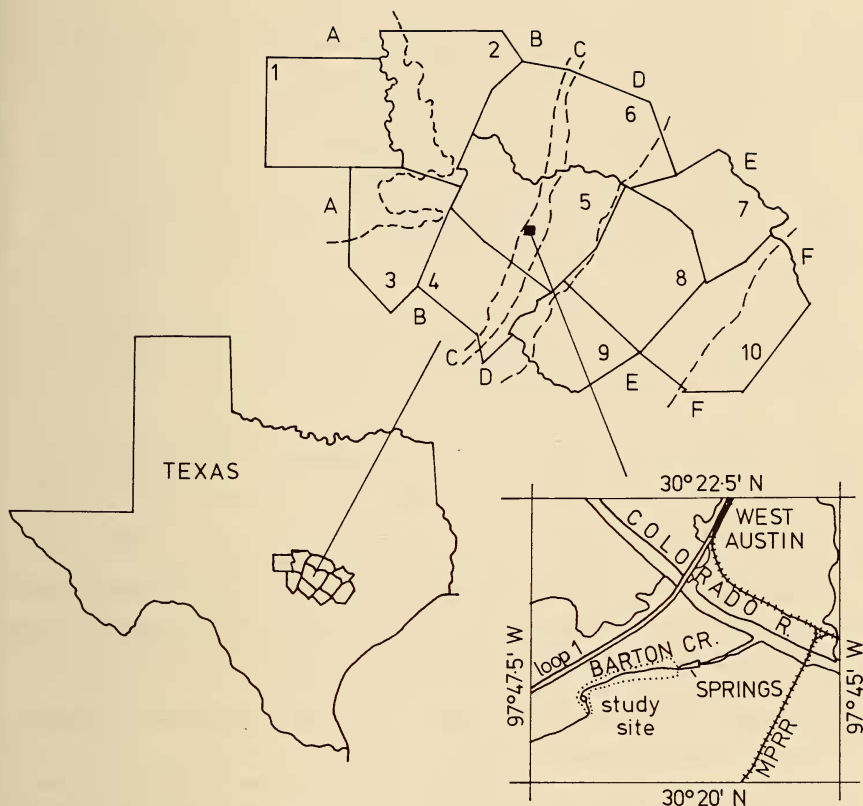 A
2
B
C
1
D
6
E
A
5
7
F
8
3
4
B
C
D
9
E
10
F
TEXAS
30° 22·5' N
WEST
AUSTIN
COLORADO R.
loop 1
BARTON CR.
97° 47·5' W
97° 45' W
SPRINGS
study
site
MPRR
30° 20' N